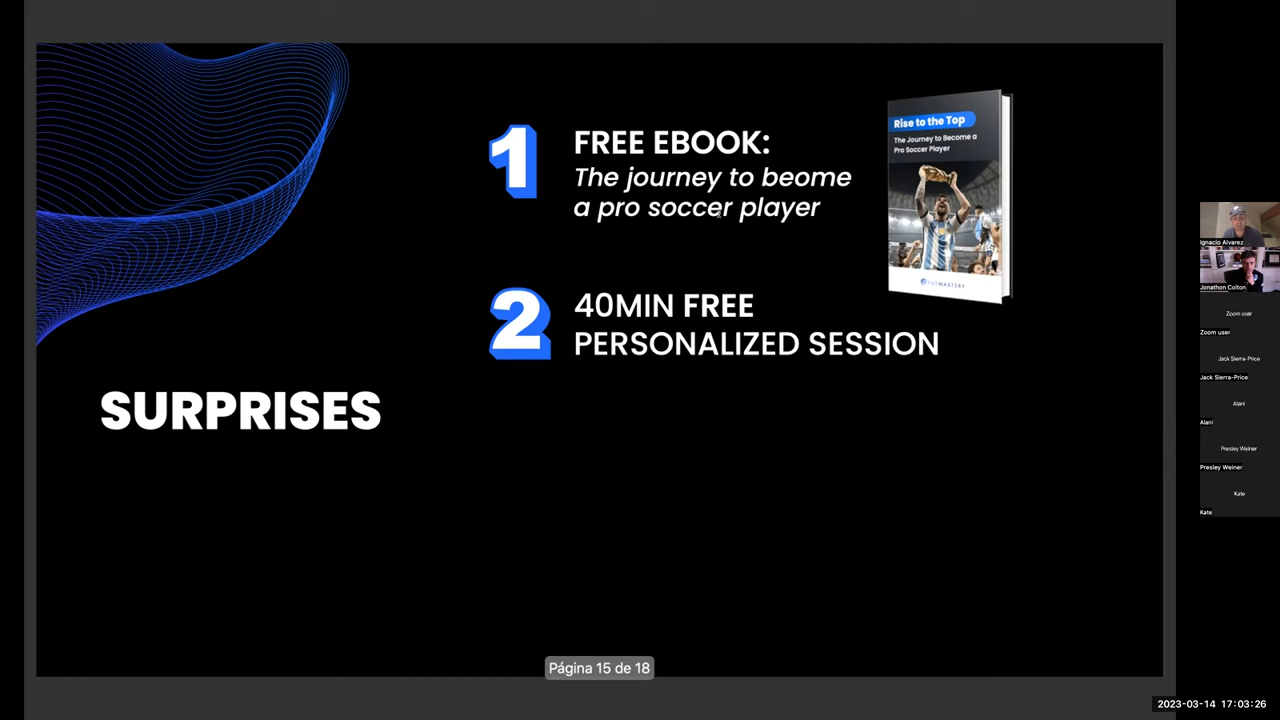 1
FREE EBOOK:
The journey to beome
a pro soccer player
Rise to the Top
The Journey to Become a
Pro Soccer Player
FUTMASTERY
2
40MIN FREE
PERSONALIZED SESSION
SURPRISES
Página 15 de 18
Ignacio Alvarez
Jonathon Colton
Zoom user
Zoom user
Jack Sierra-Price
Jack Sierra-Price
Alani
Alani
Presley Weiner
Presley Weiner
Kate
Kate
2023-03-14 17:03:26